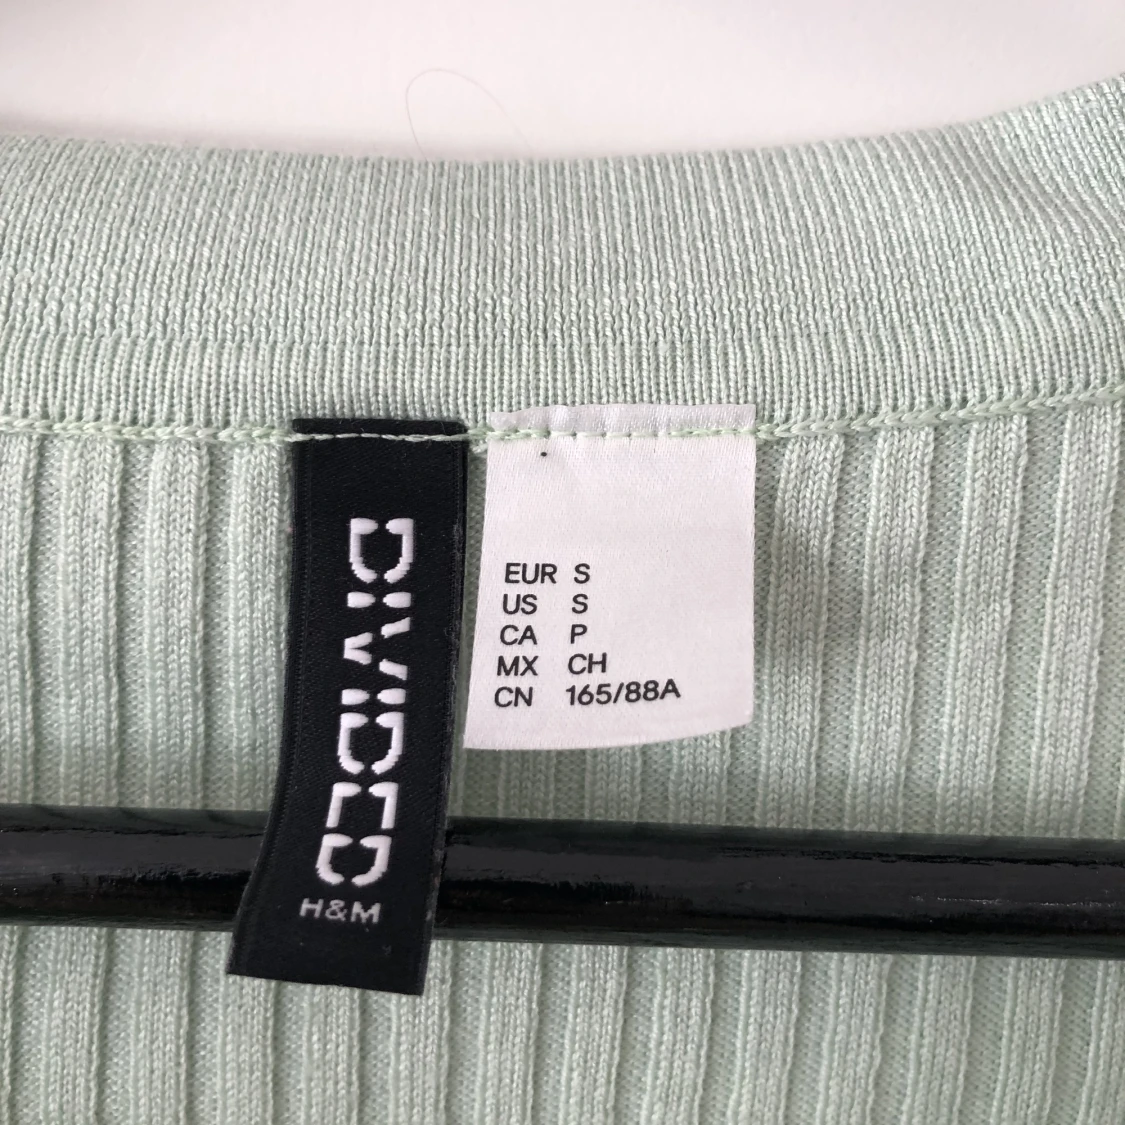 DIVIDED
H&M
EUR S
US S
CA P
MX CH
CN 165/88A